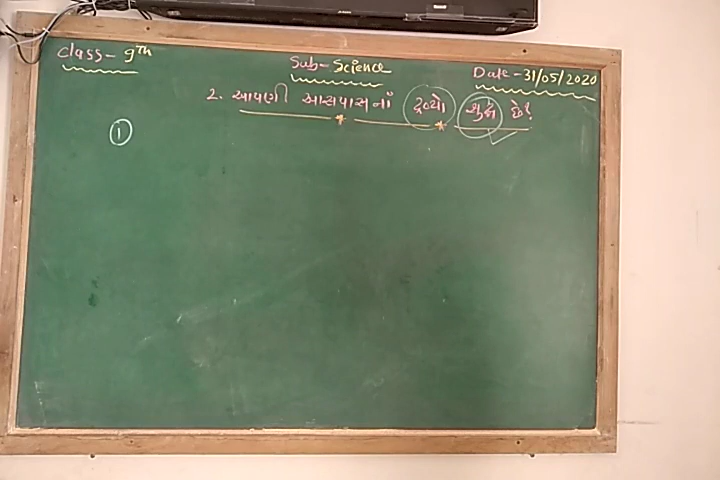 Class - 9th Sub - Science Date - 31/05/2020
2. આપણી આસપાસનાં દ્રવ્યો શુદ્ધ છે?
①